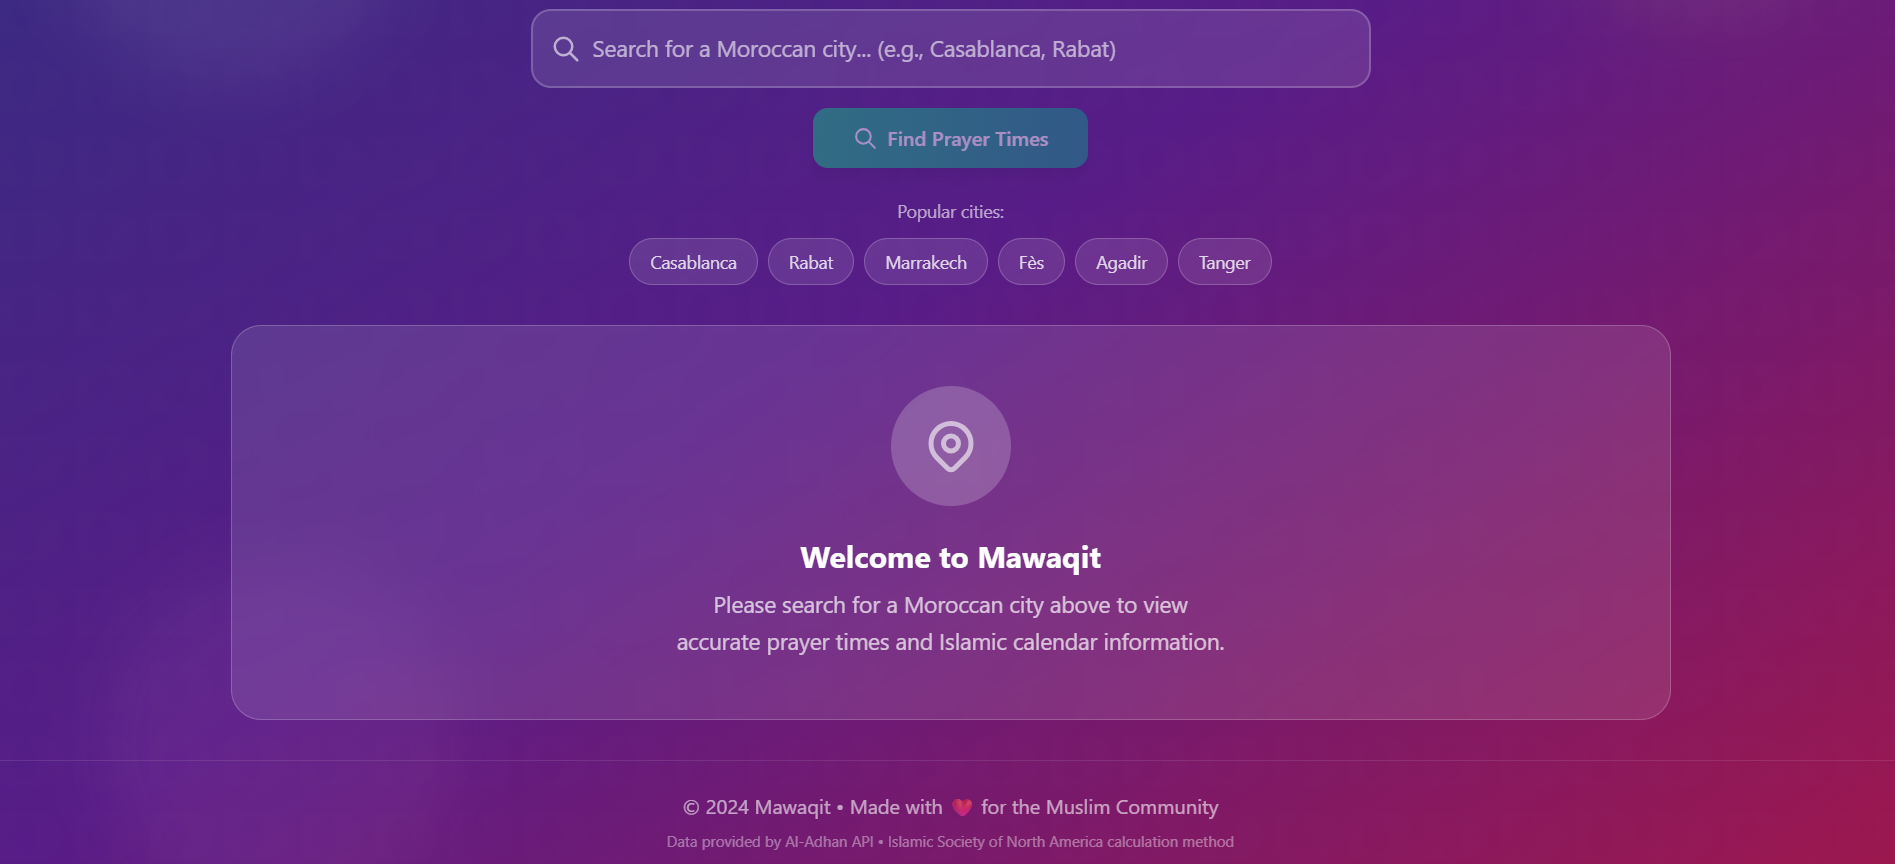 Search for a Moroccan city... (e.g., Casablanca, Rabat)
Find Prayer Times
Popular cities:
Casablanca
Rabat
Marrakech
Fès
Agadir
Tanger
Welcome to Mawaqit
Please search for a Moroccan city above to view
accurate prayer times and Islamic calendar information.
© 2024 Mawaqit • Made with ❤️ for the Muslim Community
Data provided by Al-Adhan API • Islamic Society of North America calculation method